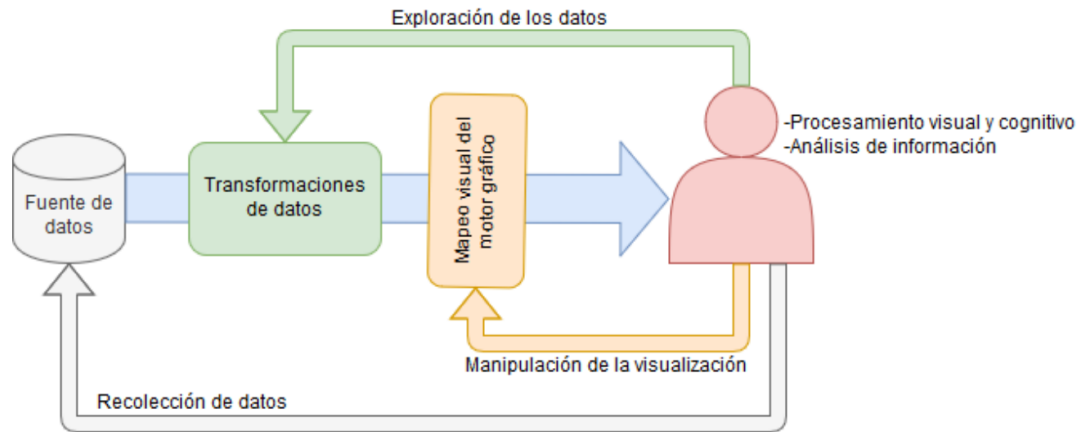 Exploración de los datos
-Procesamiento visual y cognitivo
-Análisis de información
Fuente de
datos
Transformaciones
de datos
Mapeo visual del
motor gráfico
Manipulación de la visualización
Recolección de datos